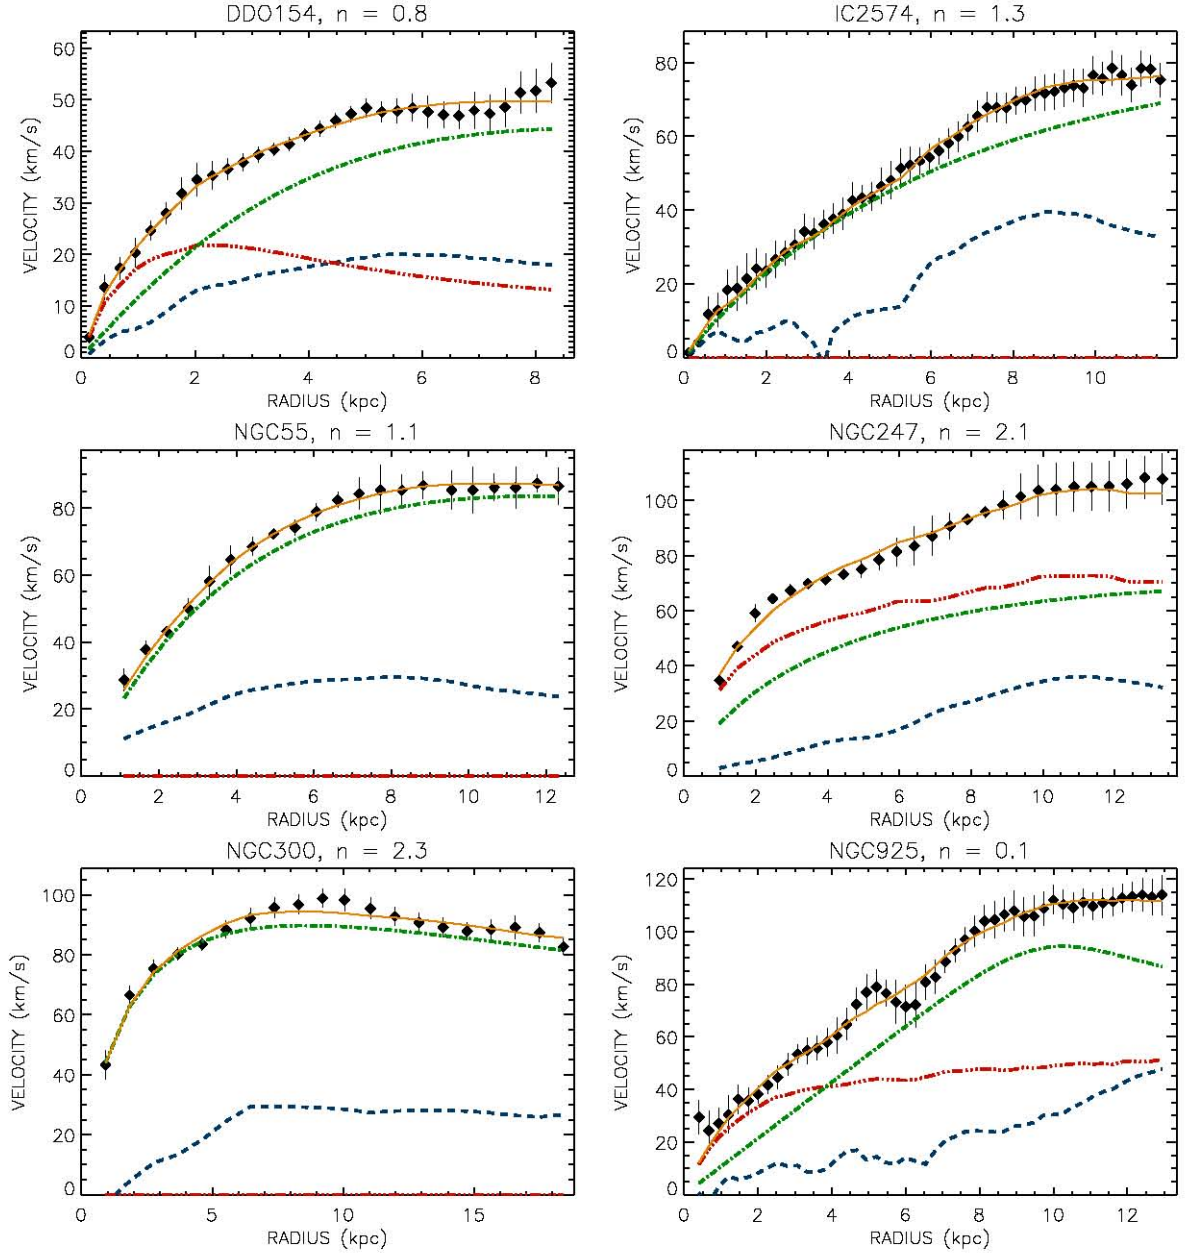 DDO154, n = 0.8
VELOCITY (km/s)
60
50
40
30
20
10
0
0 2 4 6 8
RADIUS (kpc)
IC2574, n = 1.3
VELOCITY (km/s)
80
60
40
20
0
0 2 4 6 8 10
RADIUS (kpc)
NGC55, n = 1.1
VELOCITY (km/s)
80
60
40
20
0
0 2 4 6 8 10 12
RADIUS (kpc)
NGC247, n = 2.1
VELOCITY (km/s)
100
80
60
40
20
0
0 2 4 6 8 10 12
RADIUS (kpc)
NGC300, n = 2.3
VELOCITY (km/s)
100
80
60
40
20
0
0 5 10 15
RADIUS (kpc)
NGC925, n = 0.1
VELOCITY (km/s)
120
100
80
60
40
20
0
0 2 4 6 8 10 12
RADIUS (kpc)